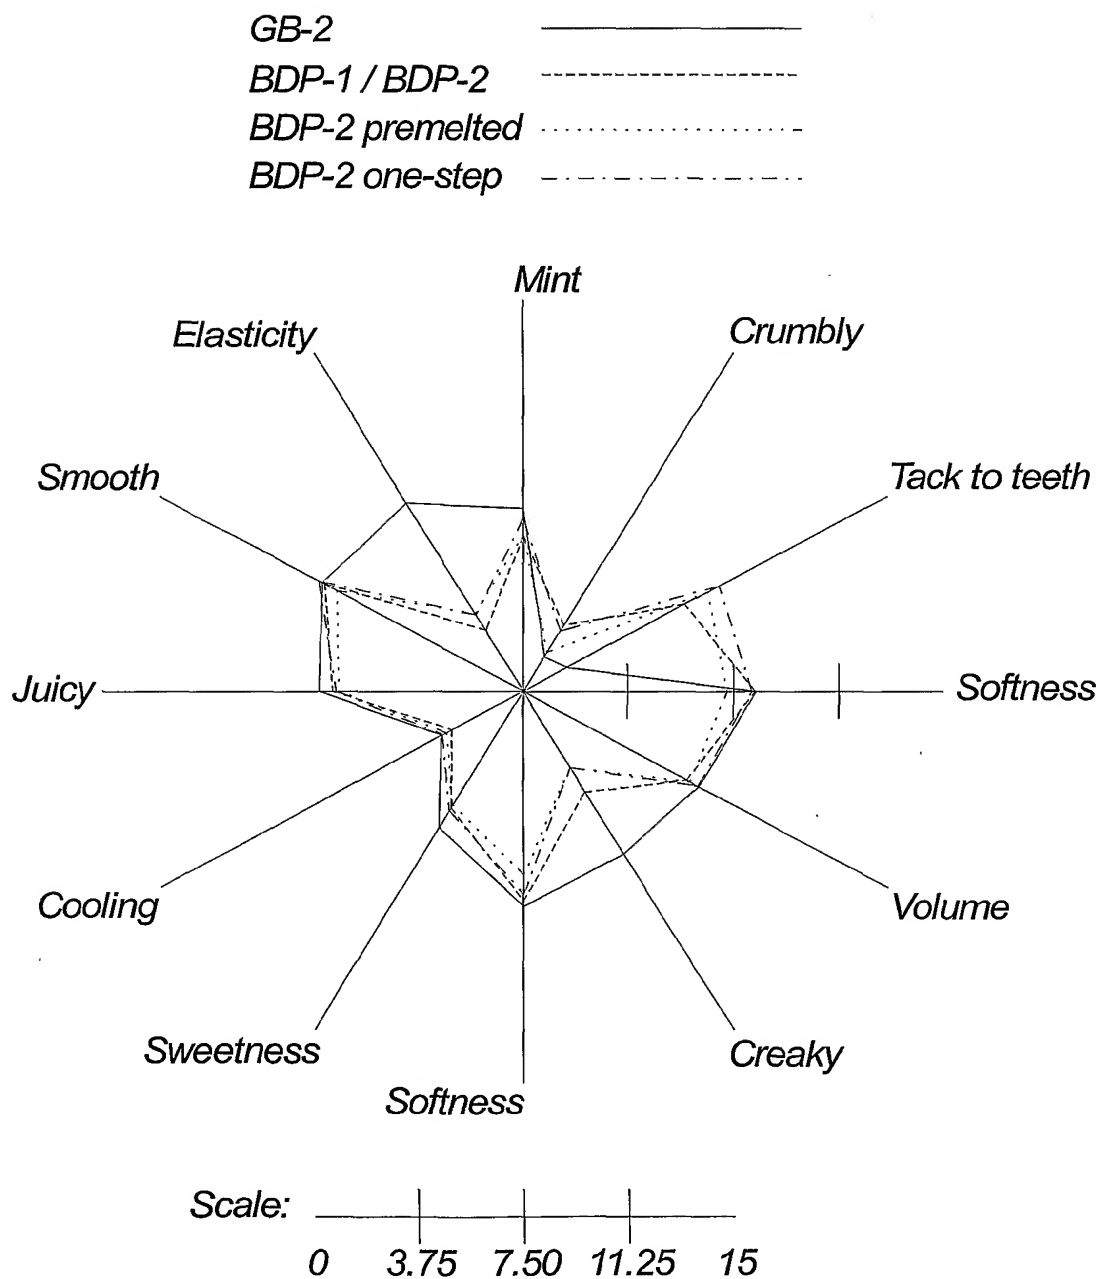 GB-2
BDP-1 / BDP-2
BDP-2 premelted
BDP-2 one-step
Mint
Elasticity
Crumbly
Smooth
Tack to teeth
Juicy
Softness
Cooling
Volume
Sweetness
Creaky
Softness
Scale:
0 3.75 7.50 11.25 15